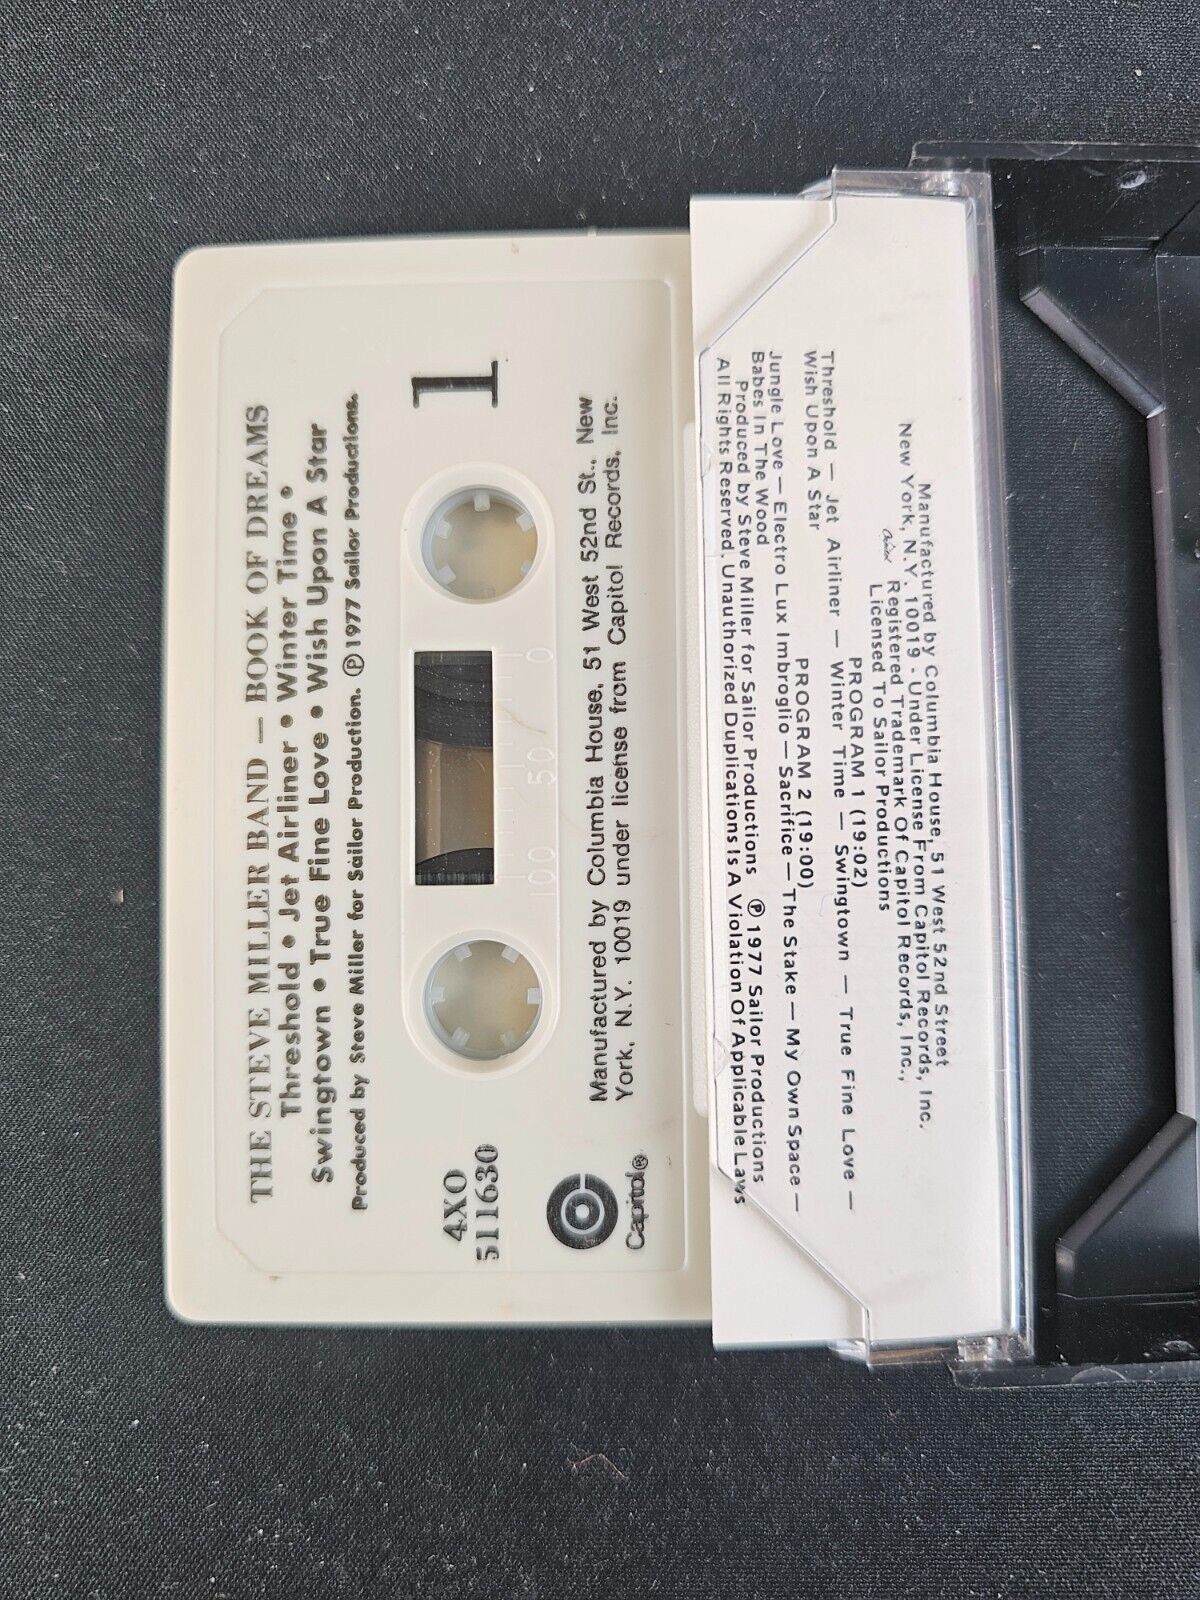 THE STEVE MILLER BAND — BOOK OF DREAMS
Threshold • Jet Airliner • Winter Time •
Swingtown • True Fine Love • Wish Upon A Star
Produced by Steve Miller for Sailor Production. Ⓟ 1977 Sailor Productions.
4XO
511630
1
100 50 0
Capitol®
Manufactured by Columbia House, 51 West 52nd St., New
York, N.Y. 10019 under license from Capitol Records, Inc.
Manufactured by Columbia House, 51 West 52nd Street
New York, N.Y. 10019 - Under License From Capitol Records, Inc.
Capitol Registered Trademark Of Capitol Records, Inc.,
Licensed To Sailor Productions
PROGRAM 1 (19:02)
Threshold — Jet Airliner — Winter Time — Swingtown — True Fine Love —
Wish Upon A Star
PROGRAM 2 (19:00)
Jungle Love — Electro Lux Imbroglio — Sacrifice — The Stake — My Own Space —
Babes In The Wood
Produced by Steve Miller for Sailor Productions Ⓟ 1977 Sailor Productions
All Rights Reserved. Unauthorized Duplications Is A Violation Of Applicable Laws